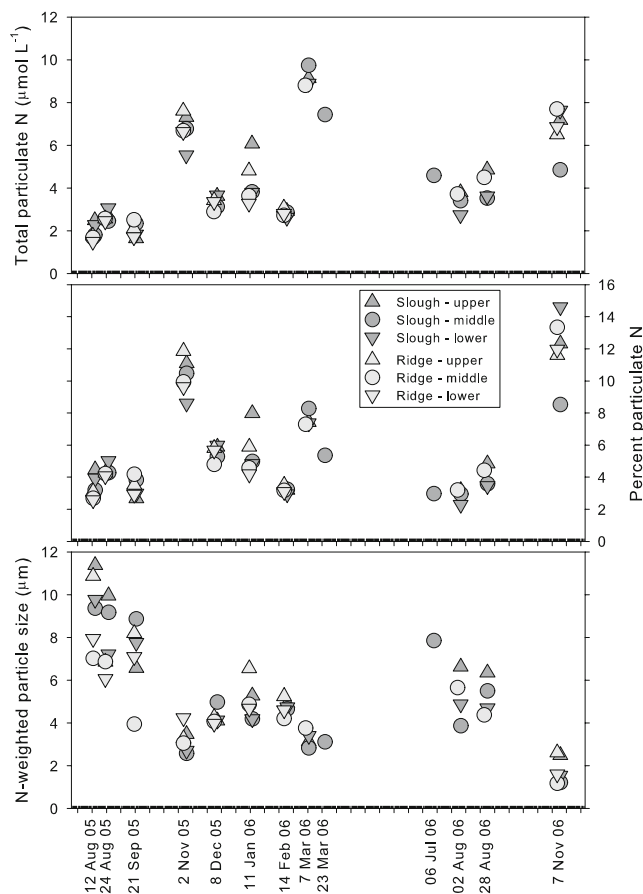 Total particulate N (μmol L-1)
12
10
8
6
4
2
0
Percent particulate N
16
14
12
10
8
6
4
2
0
Slough - upper
Slough - middle
Slough - lower
Ridge - upper
Ridge - middle
Ridge - lower
N-weighted particle size (μm)
12
10
8
6
4
2
0
12 Aug 05
24 Aug 05
21 Sep 05
2 Nov 05
8 Dec 05
11 Jan 06
14 Feb 06
7 Mar 06
23 Mar 06
06 Jul 06
02 Aug 06
28 Aug 06
7 Nov 06